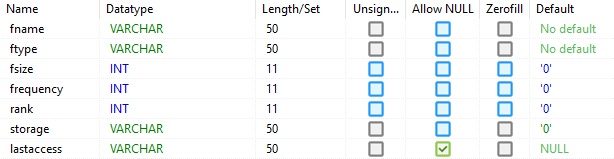 Name Datatype Length/Set Unsign... Allow NULL Zerofill Default
fname VARCHAR 50 No default
ftype VARCHAR 50 No default
fsize INT 11 '0'
frequency INT 11 '0'
rank INT 11 '0'
storage VARCHAR 50 '0'
lastaccess VARCHAR 50 NULL